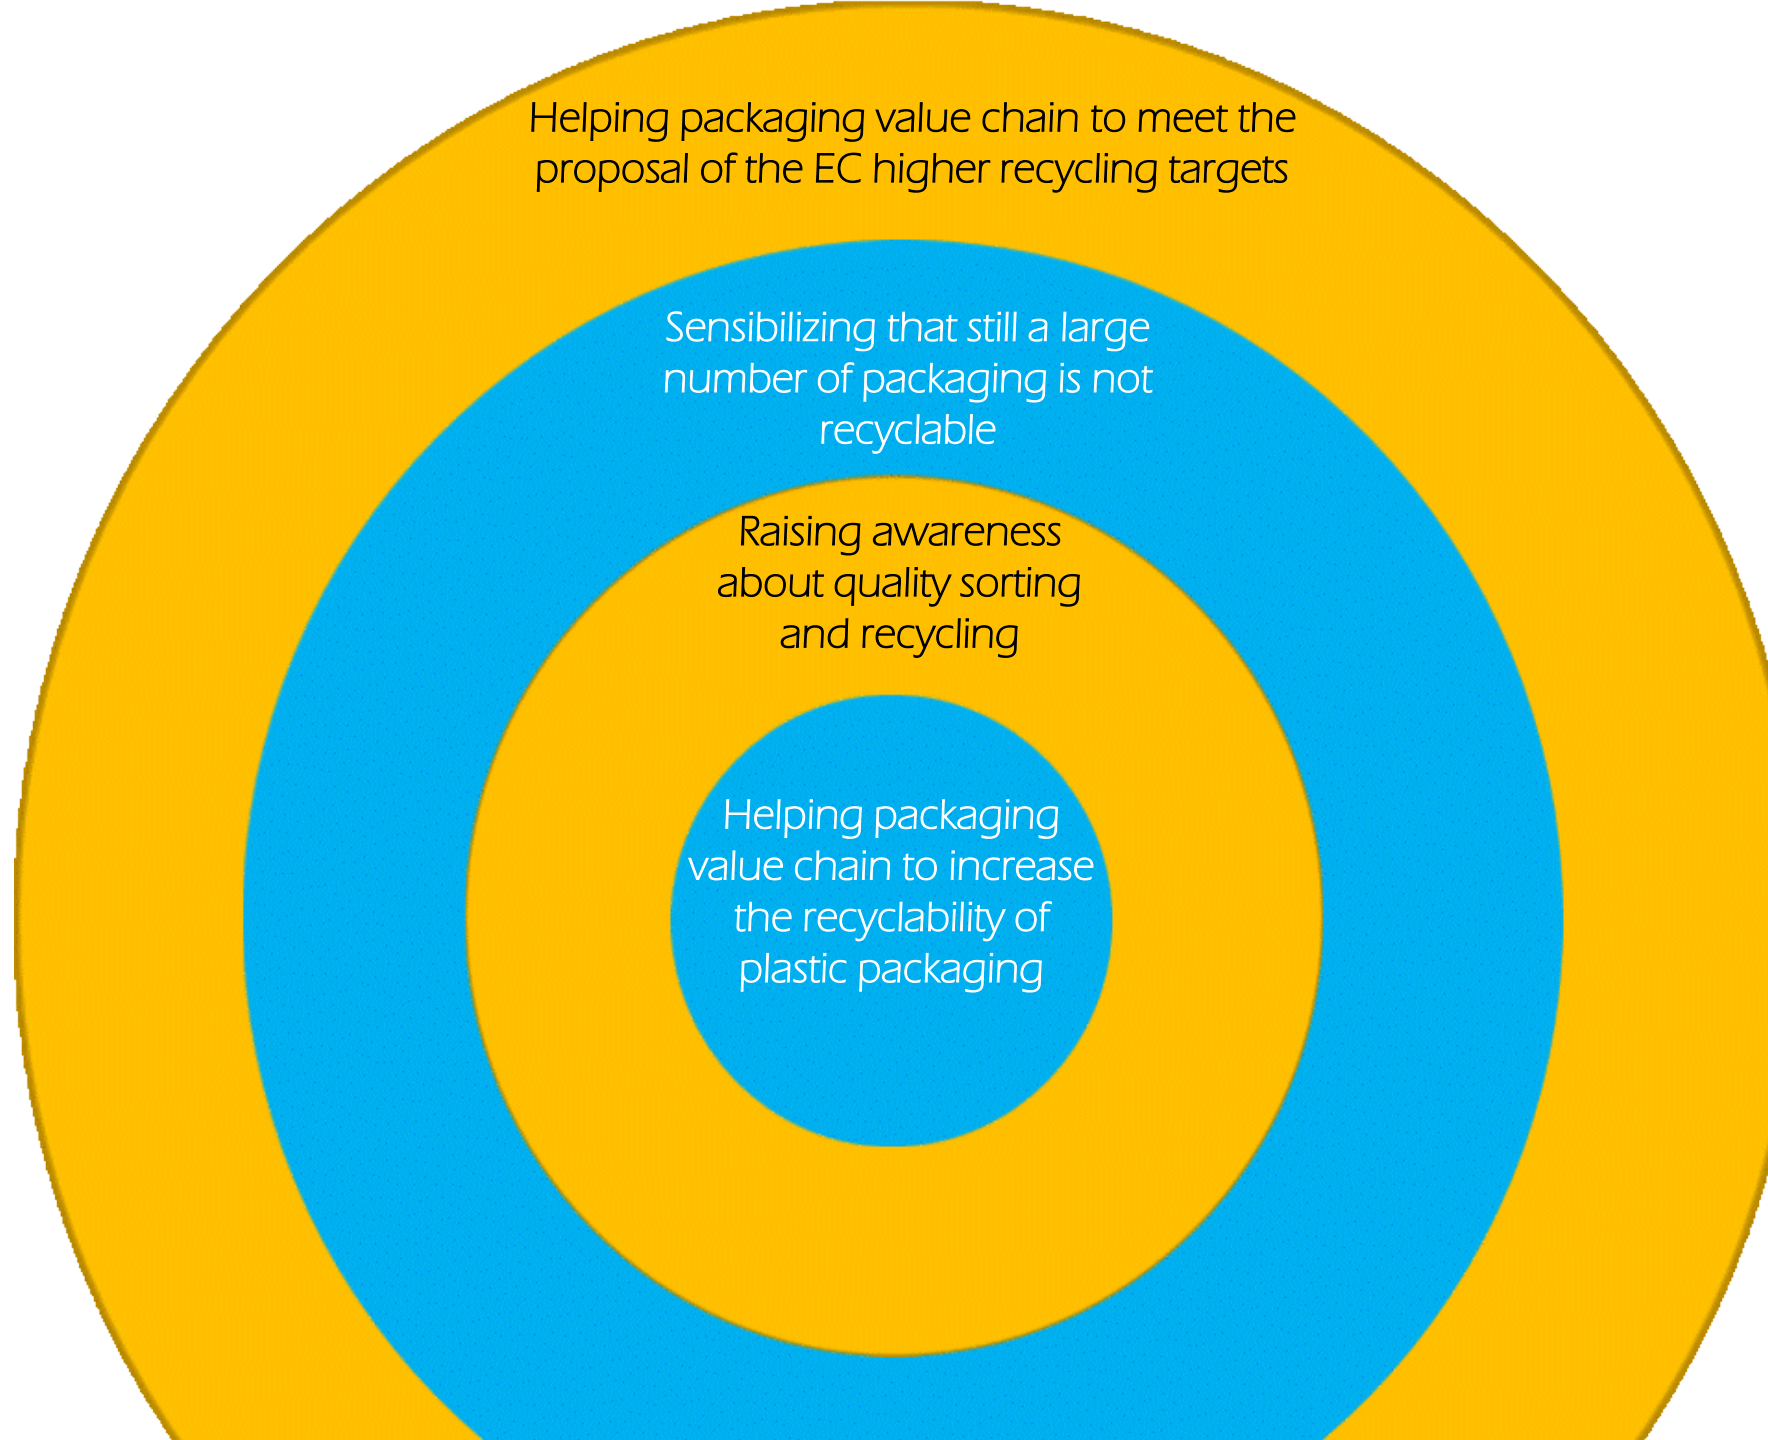 Helping packaging value chain to meet the
proposal of the EC higher recycling targets
Sensibilizing that still a large
number of packaging is not
recyclable
Raising awareness
about quality sorting
and recycling
Helping packaging
value chain to increase
the recyclability of
plastic packaging